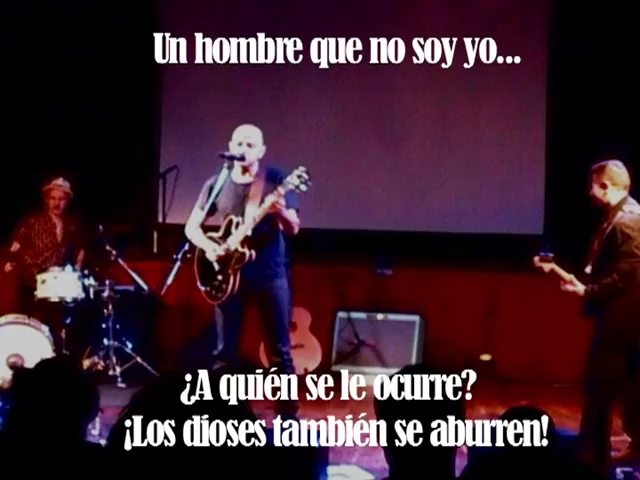 Un hombre que no soy yo...
¿A quién se le ocurre?
¡Los dioses también se aburren!